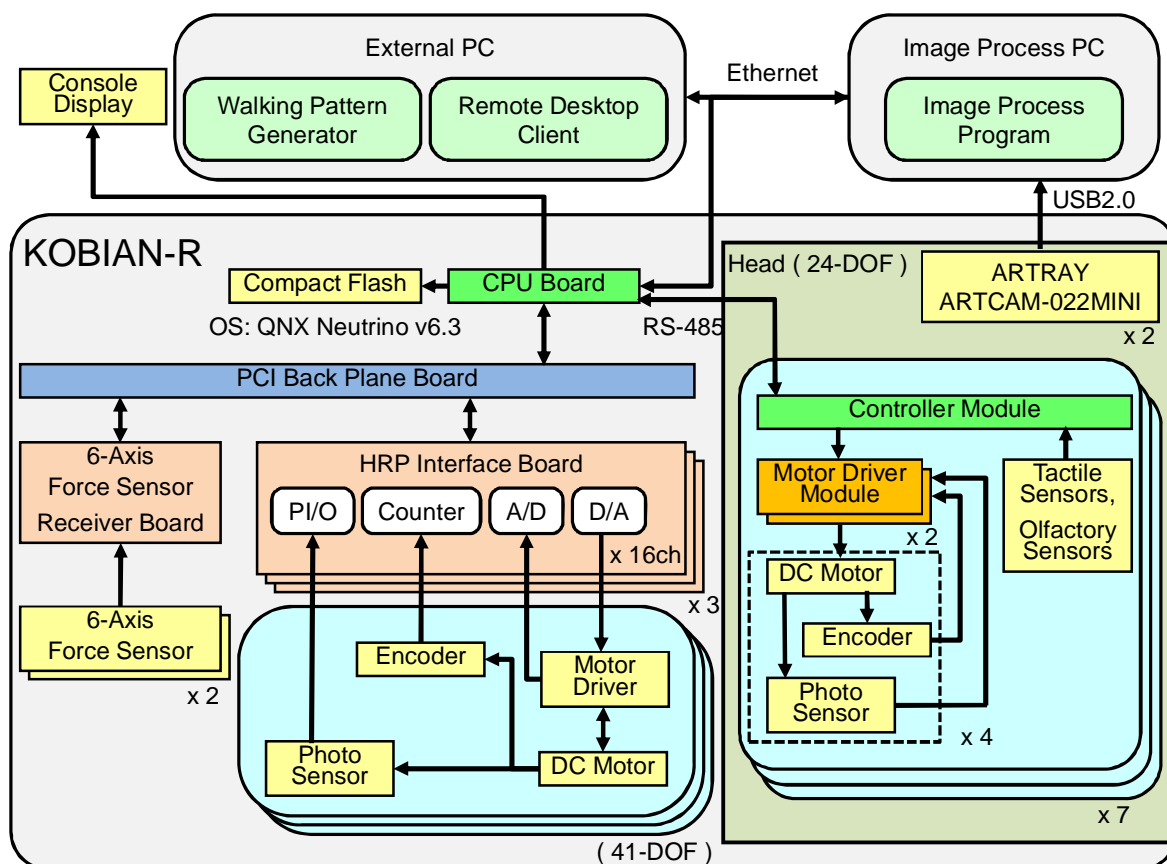 External PC
Walking Pattern
Generator
Remote Desktop
Client
Console
Display
Ethernet
Image Process PC
Image Process
Program
USB2.0
KOBIAN-R
Compact Flash
CPU Board
OS: QNX Neutrino v6.3
RS-485
PCI Back Plane Board
6-Axis
Force Sensor
Receiver Board
HRP Interface Board
PI/O
Counter
A/D
D/A
x 16ch
x 3
6-Axis
Force Sensor
x 2
Encoder
Motor
Driver
Photo
Sensor
DC Motor
( 41-DOF )
Head ( 24-DOF )
ARTRAY
ARTCAM-022MINI
x 2
Controller Module
Motor Driver
Module
x 2
Tactile
Sensors,
Olfactory
Sensors
DC Motor
Encoder
Photo
Sensor
x 4
x 7